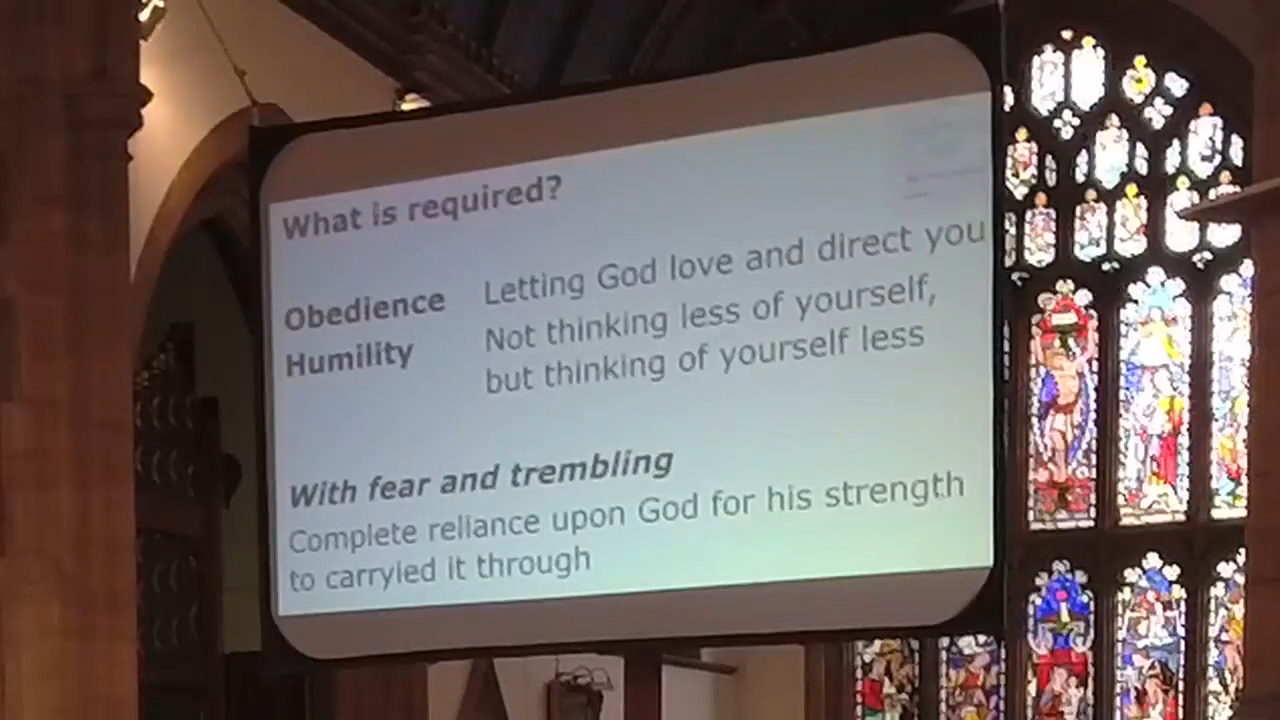 What is required?
Obedience Letting God love and direct you
Humility Not thinking less of yourself,
but thinking of yourself less
With fear and trembling
Complete reliance upon God for his strength
to carryied it through